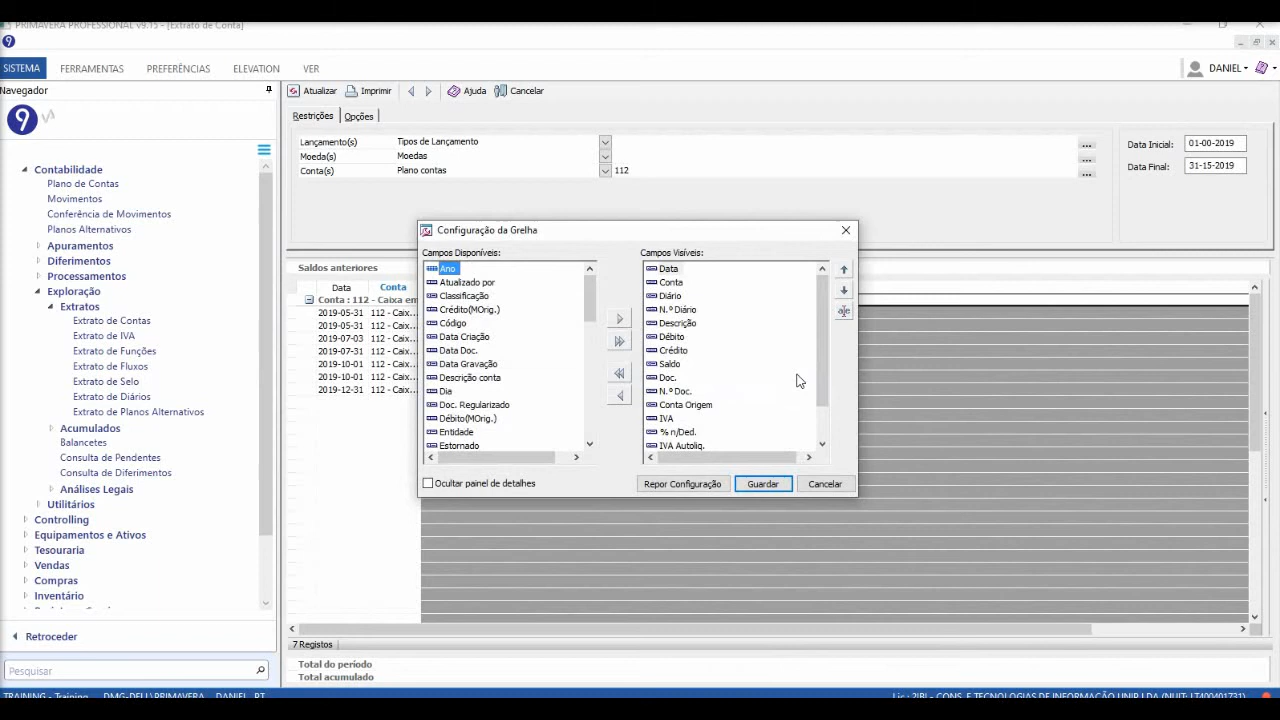 PRIMAVERA PROFESSIONAL v9.15 - [Extrato de Conta]
SISTEMA FERRAMENTAS PREFERÊNCIAS ELEVATION VER DANIEL
Navegador
Atualizar Imprimir Ajuda Cancelar
Restrições Opções
Lançamento(s) Tipos de Lançamento ...
Moeda(s) Moedas ...
Conta(s) Plano contas 112 ...
Data Inicial: 01-00-2019
Data Final: 31-15-2019
9
Contabilidade
Plano de Contas
Movimentos
Conferência de Movimentos
Planos Alternativos
Apuramentos
Diferimentos
Processamentos
Exploração
Extratos
Extrato de Contas
Extrato de IVA
Extrato de Funções
Extrato de Fluxos
Extrato de Selo
Extrato de Diários
Extrato de Planos Alternativos
Acumulados
Balancetes
Consulta de Pendentes
Consulta de Diferimentos
Análises Legais
Utilitários
Controlling
Equipamentos e Ativos
Tesouraria
Vendas
Compras
Inventário
Retroceder
Pesquisar
Saldos anteriores
Data Conta
Conta : 112 - Caixa em
2019-05-31 112 - Caix...
2019-05-31 112 - Caix...
2019-07-03 112 - Caix...
2019-07-31 112 - Caix...
2019-10-01 112 - Caix...
2019-10-01 112 - Caix...
2019-12-31 112 - Caix...
Configuração da Grelha
Campos Disponíveis:
Ano
Atualizado por
Classificação
Crédito(MOrig.)
Código
Data Criação
Data Doc.
Data Gravação
Descrição conta
Dia
Doc. Regularizado
Débito(MOrig.)
Entidade
Estornado
Campos Visíveis:
Data
Conta
Diário
N.º Diário
Descrição
Débito
Crédito
Saldo
Doc.
N.º Doc.
Conta Origem
IVA
% n/Ded.
IVA Autoliq.
Ocultar painel de detalhes
Repor Configuração Guardar Cancelar
7 Registos
Total do período
Total acumulado
TRAINING - Training DMG-DELL\PRIMAVERA DANIEL PT